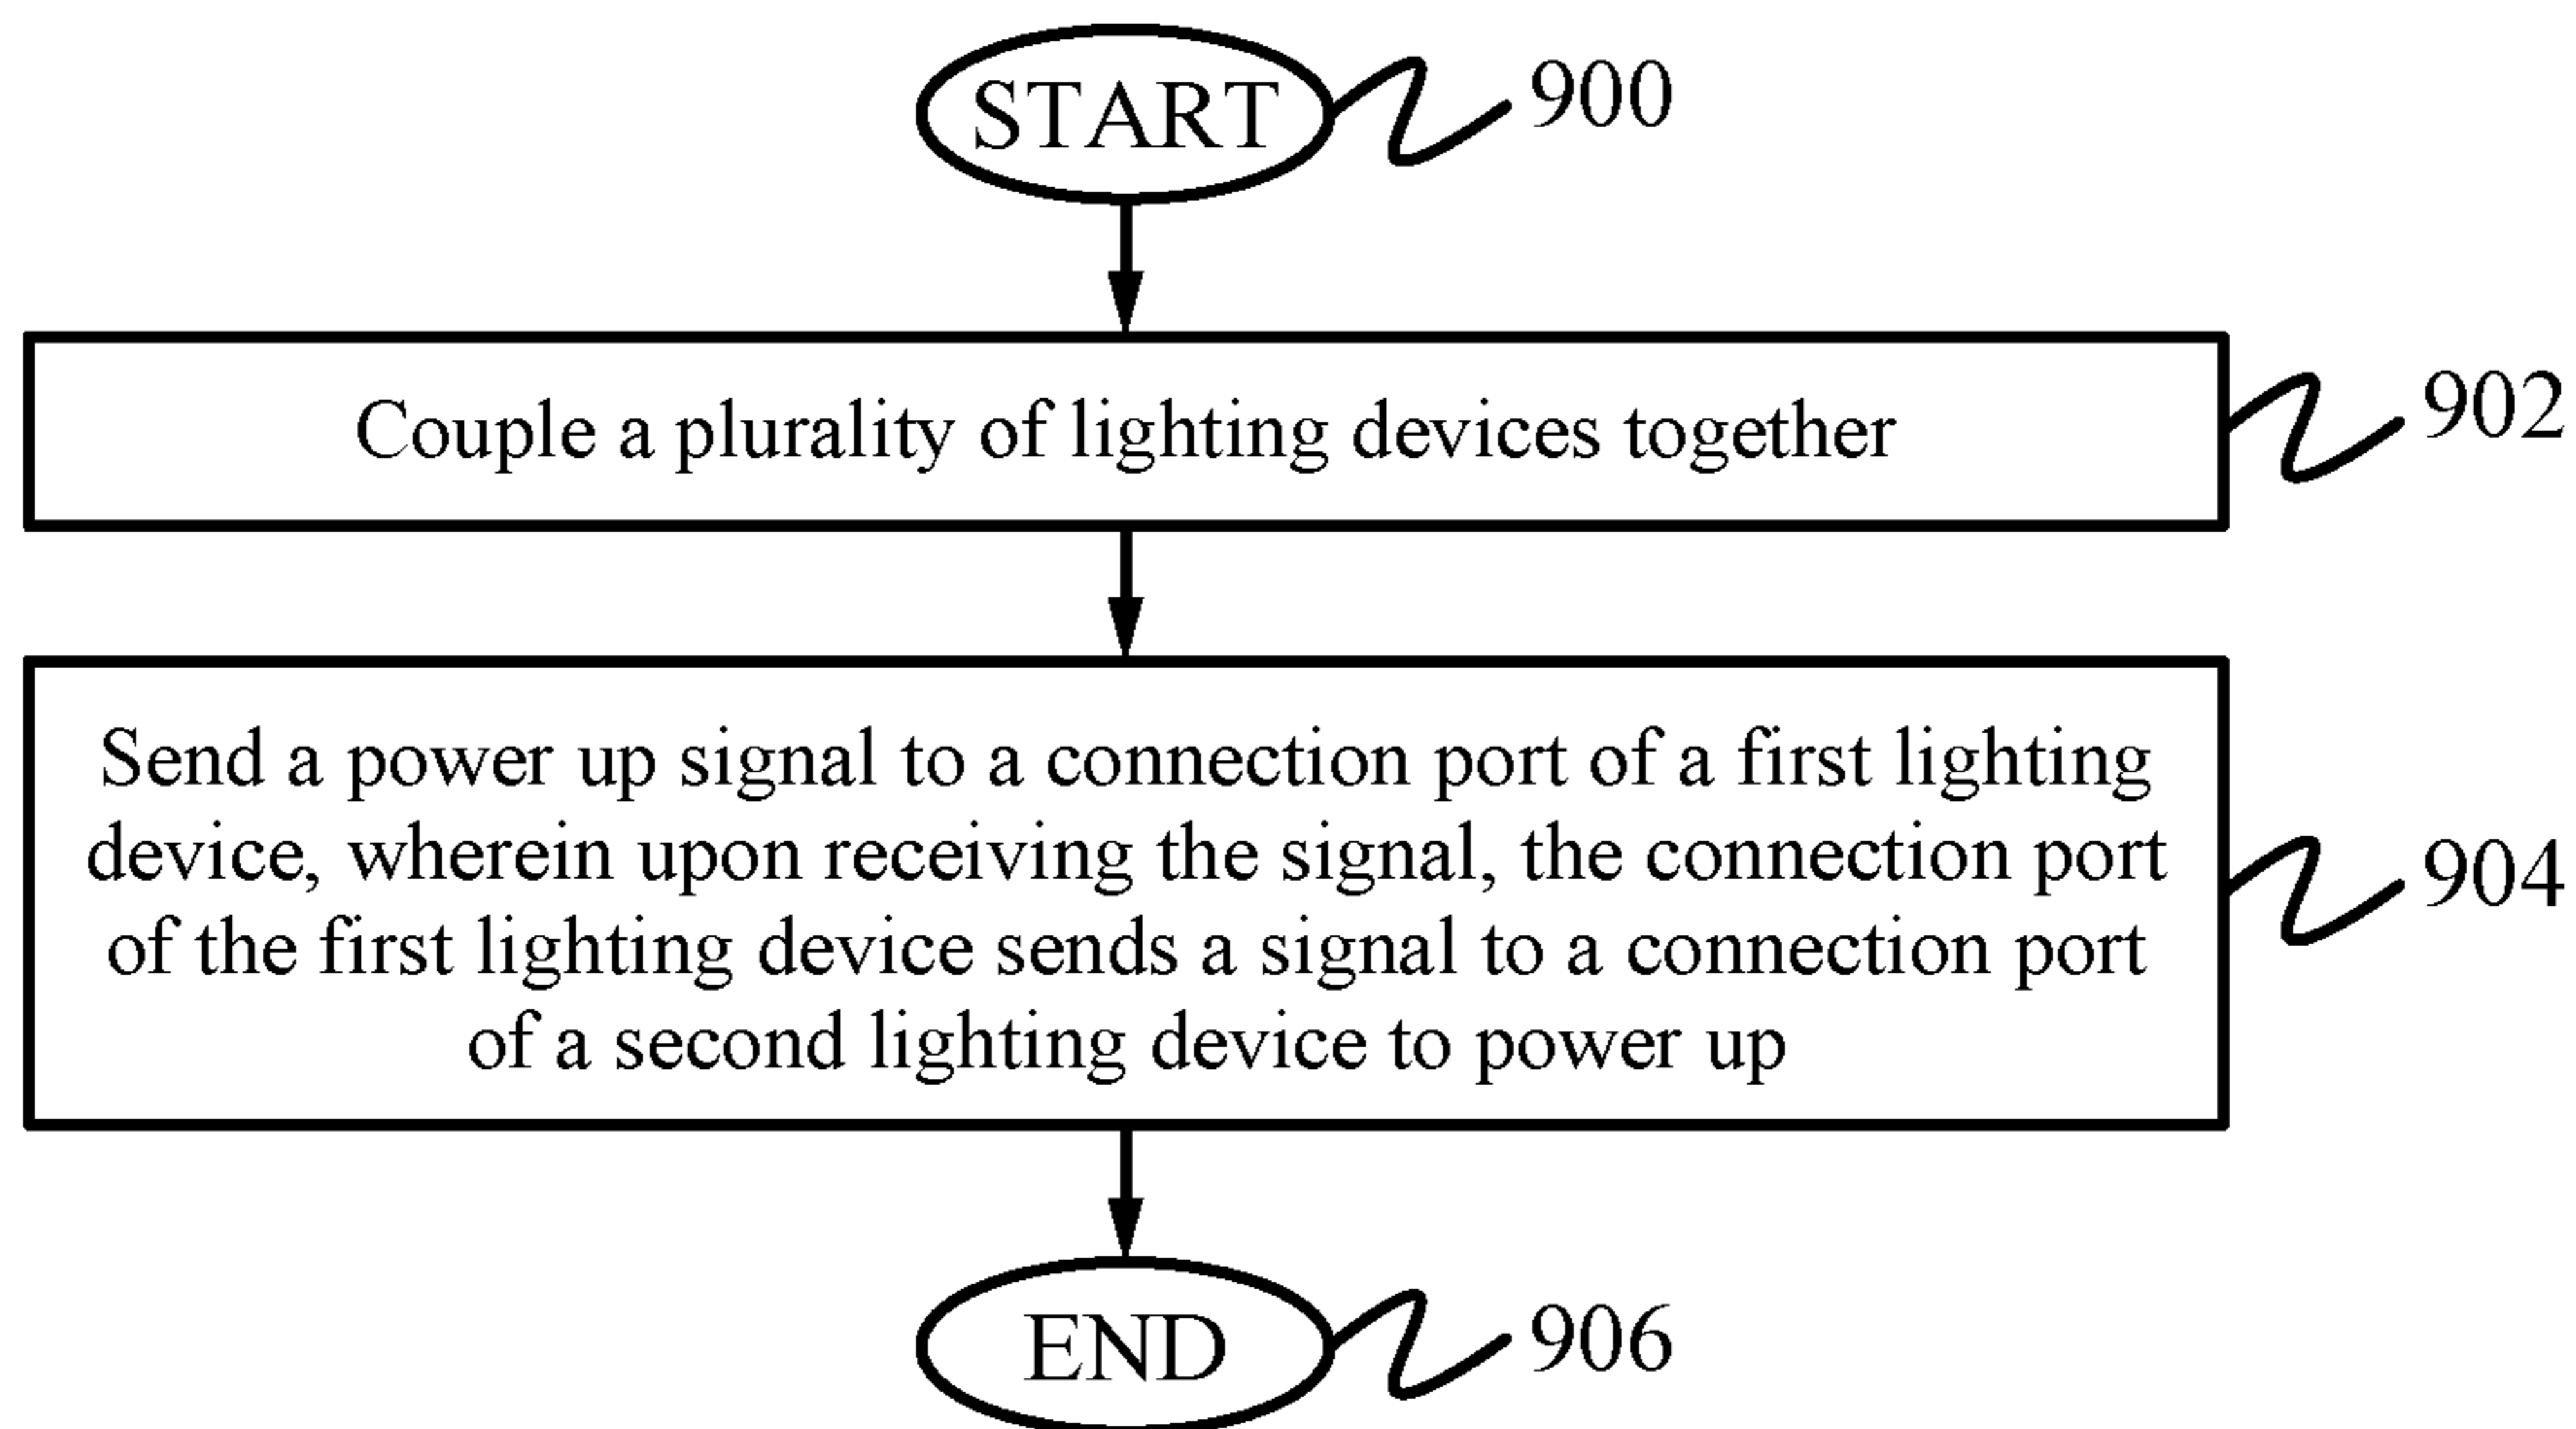 START
900
Couple a plurality of lighting devices together
902
Send a power up signal to a connection port of a first lighting
device, wherein upon receiving the signal, the connection port
of the first lighting device sends a signal to a connection port
of a second lighting device to power up
904
END
906